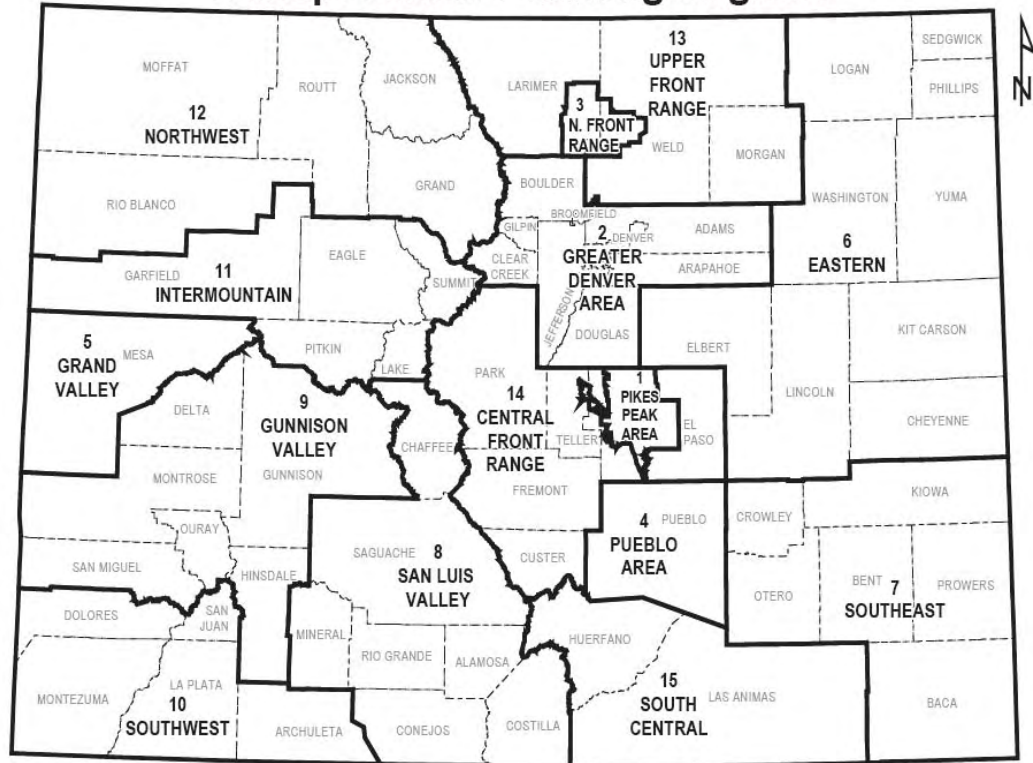 13
UPPER
FRONT
RANGE
SEDGWICK
LOGAN
PHILLIPS
MOFFAT
ROUTT
JACKSON
LARIMER
N
12
NORTHWEST
3
N. FRONT
RANGE
WELD
MORGAN
GRAND
BOULDER
RIO BLANCO
WASHINGTON
YUMA
BROOMFIELD
GILPIN
2
DENVER
ADAMS
GREATER
DENVER
AREA
6
EASTERN
EAGLE
CLEAR
CREEK
ARAPAHOE
GARFIELD
11
INTERMOUNTAIN
SUMMIT
JEFFERSON
DOUGLAS
ELBERT
KIT CARSON
5
GRAND
VALLEY
MESA
PITKIN
LAKE
PARK
LINCOLN
9
GUNNISON
VALLEY
14
CENTRAL
FRONT
RANGE
1
PIKES
PEAK
AREA
DELTA
CHEYENNE
CHAFFEE
TELLER
EL
PASO
MONTROSE
GUNNISON
FREMONT
KIOWA
OURAY
4
PUEBLO
AREA
PUEBLO
CROWLEY
SAGUACHE
8
SAN LUIS
VALLEY
CUSTER
SAN MIGUEL
HINSDALE
BENT
7
SOUTHEAST
PROWERS
OTERO
DOLORES
SAN
JUAN
MINERAL
HUERFANO
RIO GRANDE
ALAMOSA
MONTEZUMA
LA PLATA
10
SOUTHWEST
15
SOUTH
CENTRAL
LAS ANIMAS
BACA
ARCHULETA
CONEJOS
COSTILLA